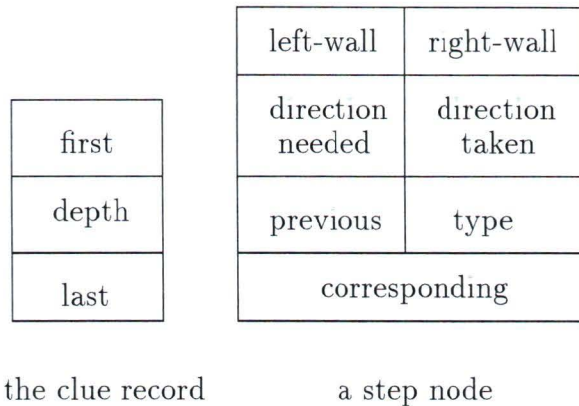 left-wall right-wall
direction direction
first needed taken
depth previous type
last corresponding
the clue record a step node